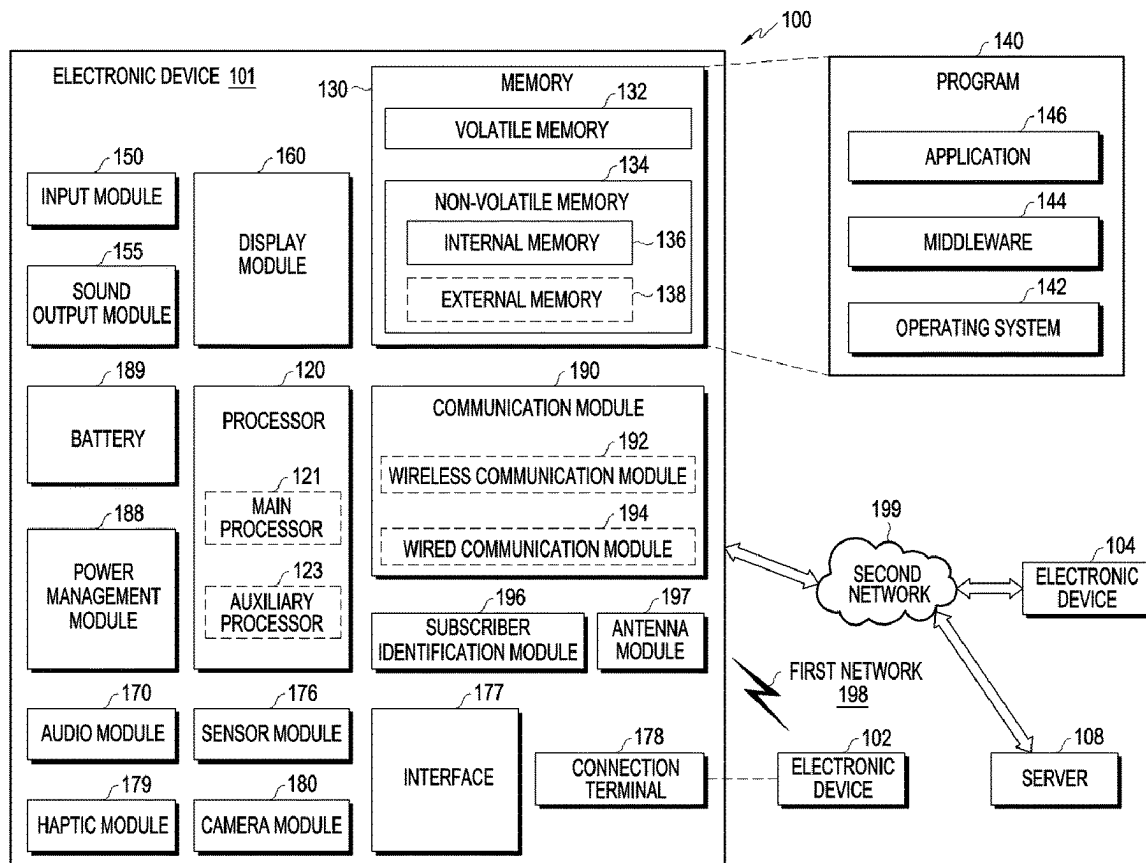 100
ELECTRONIC DEVICE 101
130
MEMORY
132
VOLATILE MEMORY
134
NON-VOLATILE MEMORY
INTERNAL MEMORY
136
EXTERNAL MEMORY
138
140
PROGRAM
146
APPLICATION
144
MIDDLEWARE
142
OPERATING SYSTEM
150
INPUT MODULE
155
SOUND
OUTPUT MODULE
160
DISPLAY
MODULE
189
BATTERY
188
POWER
MANAGEMENT
MODULE
120
PROCESSOR
121
MAIN
PROCESSOR
123
AUXILIARY
PROCESSOR
190
COMMUNICATION MODULE
192
WIRELESS COMMUNICATION MODULE
194
WIRED COMMUNICATION MODULE
196
SUBSCRIBER
IDENTIFICATION MODULE
197
ANTENNA
MODULE
199
SECOND
NETWORK
104
ELECTRONIC
DEVICE
FIRST NETWORK
198
170
AUDIO MODULE
176
SENSOR MODULE
177
INTERFACE
178
CONNECTION
TERMINAL
102
ELECTRONIC
DEVICE
108
SERVER
179
HAPTIC MODULE
180
CAMERA MODULE